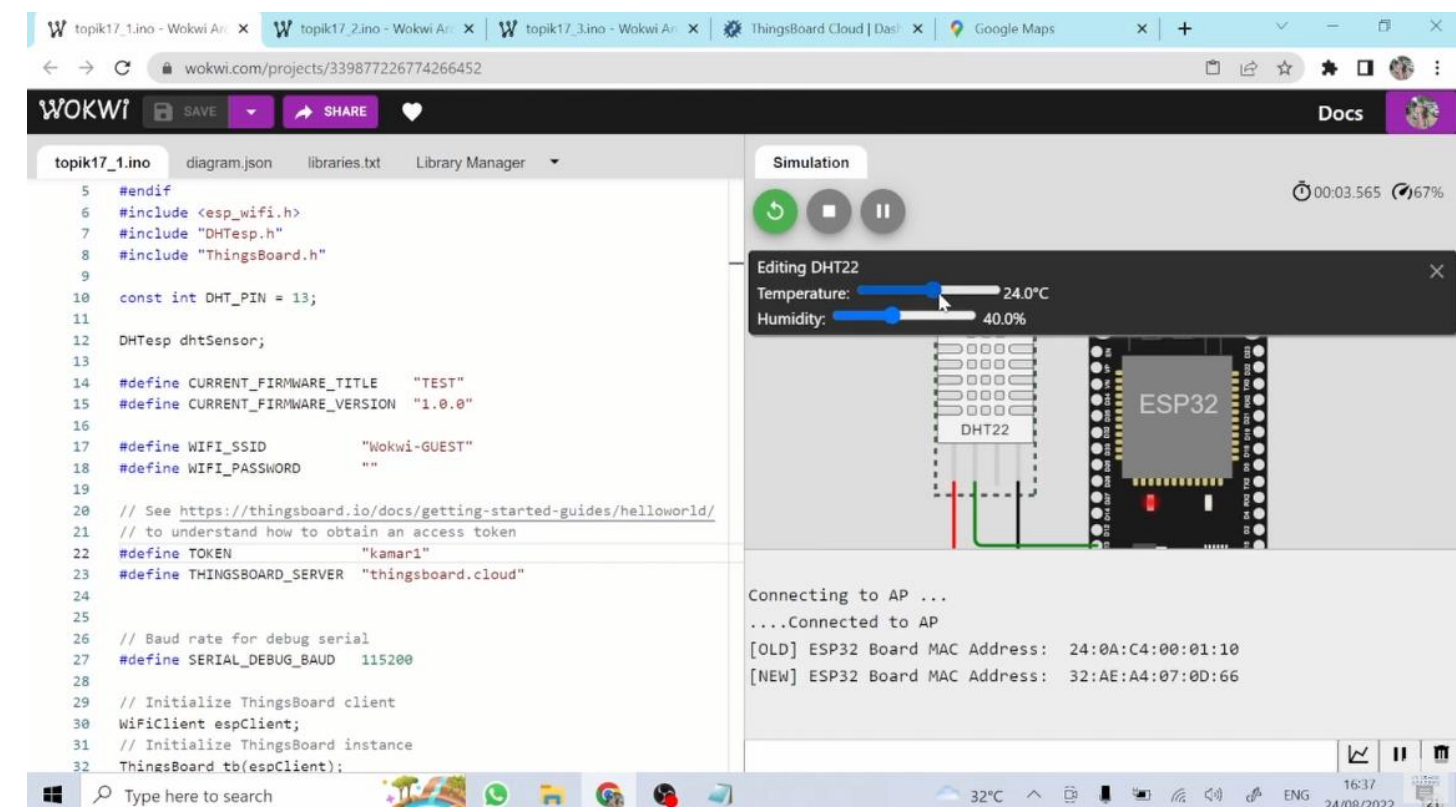 topik17_1.ino - Wokwi Ar
topik17_2.ino - Wokwi Ar
topik17_3.ino - Wokwi Ar
ThingsBoard Cloud | Dash
Google Maps
wokwi.com/projects/339877226774266452
WOKWI SAVE SHARE Docs
topik17_1.ino diagram.json libraries.txt Library Manager
5 #endif
6 #include <esp_wifi.h>
7 #include "DHTesp.h"
8 #include "ThingsBoard.h"
9
10 const int DHT_PIN = 13;
11
12 DHTesp dhtSensor;
13
14 #define CURRENT_FIRMWARE_TITLE "TEST"
15 #define CURRENT_FIRMWARE_VERSION "1.0.0"
16
17 #define WIFI_SSID "Wokwi-GUEST"
18 #define WIFI_PASSWORD ""
19
20 // See https://thingsboard.io/docs/getting-started-guides/helloworld/
21 // to understand how to obtain an access token
22 #define TOKEN "kamar1"
23 #define THINGSBOARD_SERVER "thingsboard.cloud"
24
25
26 // Baud rate for debug serial
27 #define SERIAL_DEBUG_BAUD 115200
28
29 // Initialize ThingsBoard client
30 WiFiClient espClient;
31 // Initialize ThingsBoard instance
32 ThingsBoard tb(espClient);
Simulation
00:03.565 67%
Editing DHT22
Temperature: 24.0°C
Humidity: 40.0%
DHT22
ESP32
Connecting to AP ...
....Connected to AP
[OLD] ESP32 Board MAC Address: 24:0A:C4:00:01:10
[NEW] ESP32 Board MAC Address: 32:AE:A4:07:0D:66
Type here to search
32°C
ENG
16:37
24/08/2022